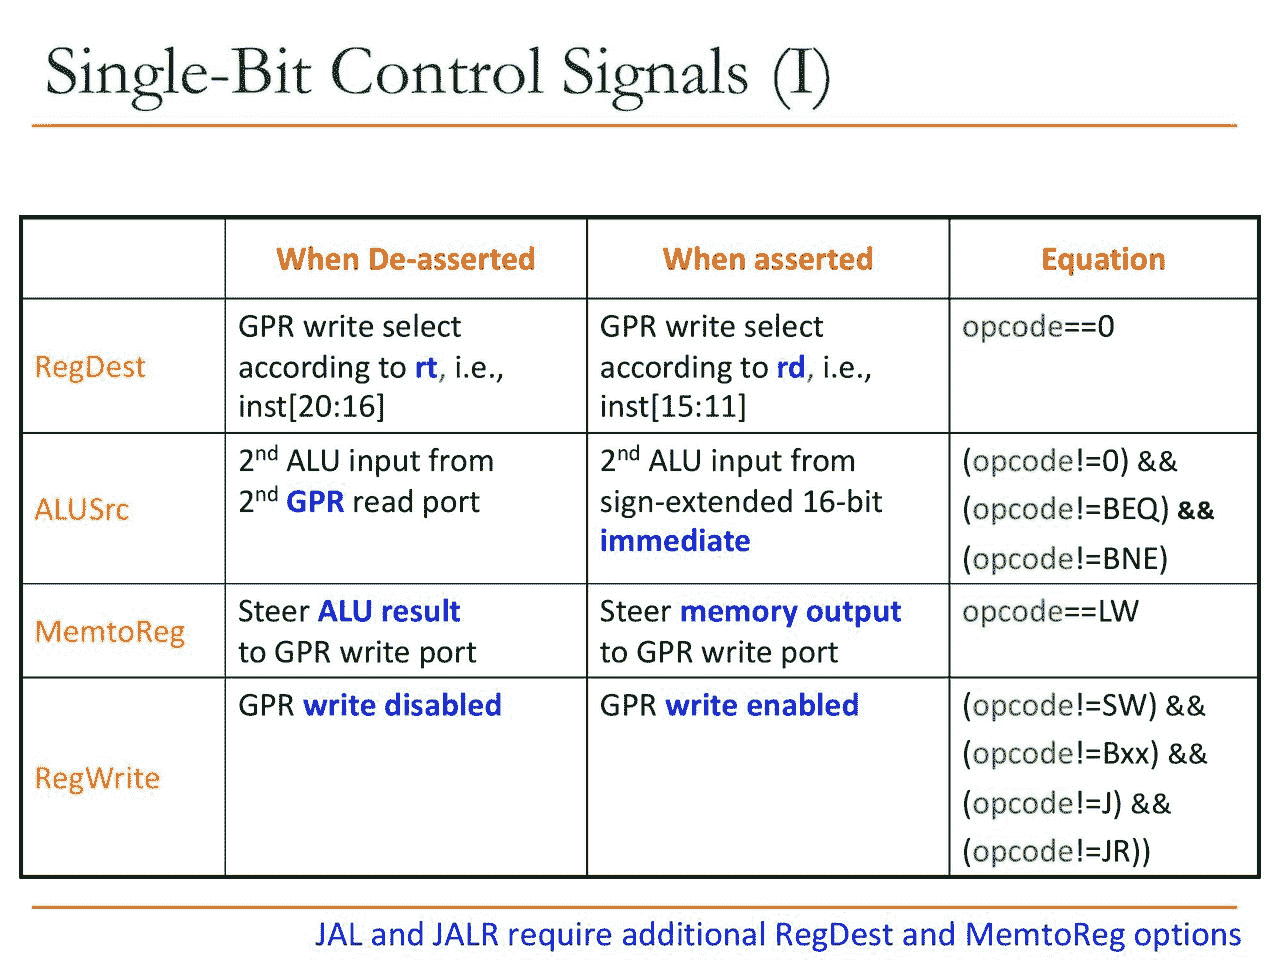 Single-Bit Control Signals (I)
When De-asserted
When asserted
Equation
RegDest
GPR write select
according to rt, i.e.,
inst[20:16]
GPR write select
according to rd, i.e.,
inst[15:11]
opcode==0
ALUSrc
2nd ALU input from
2nd GPR read port
2nd ALU input from
sign-extended 16-bit
immediate
(opcode!=0) &&
(opcode!=BEQ) &&
(opcode!=BNE)
MemtoReg
Steer ALU result
to GPR write port
Steer memory output
to GPR write port
opcode==LW
RegWrite
GPR write disabled
GPR write enabled
(opcode!=SW) &&
(opcode!=Bxx) &&
(opcode!=J) &&
(opcode!=JR))
JAL and JALR require additional RegDest and MemtoReg options